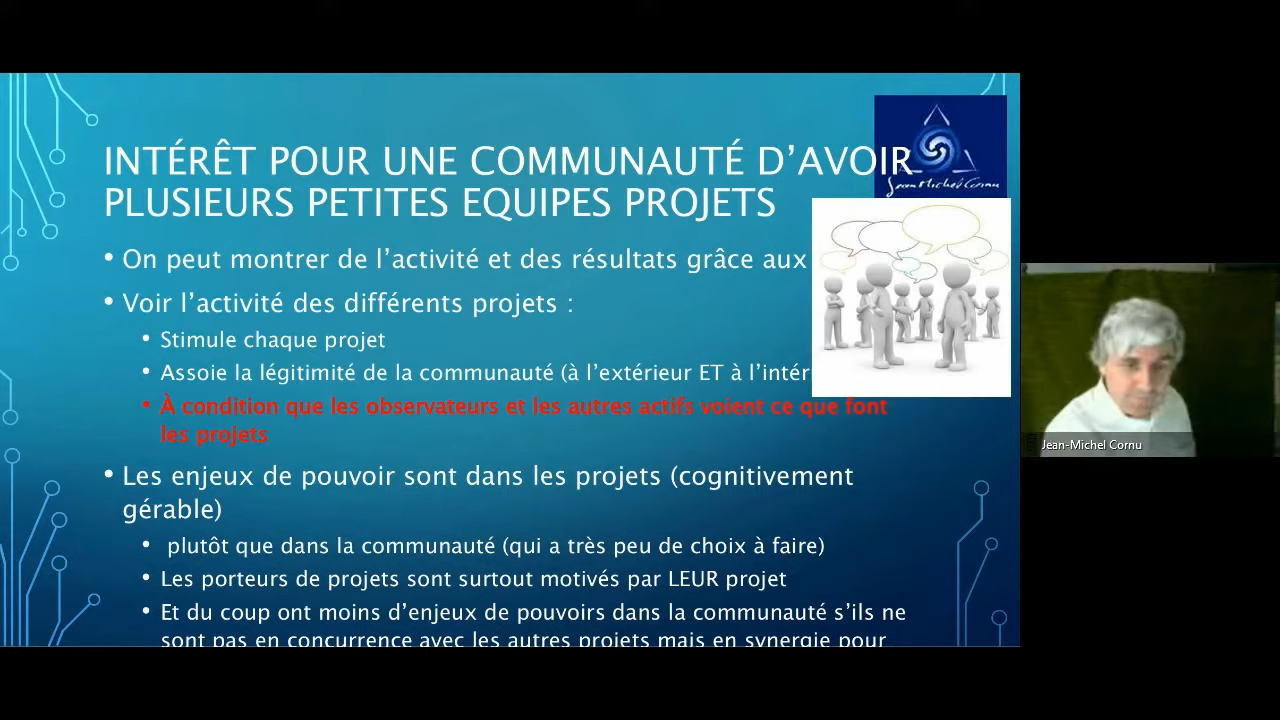 INTÉRÊT POUR UNE COMMUNAUTÉ D’AVOIR
PLUSIEURS PETITES EQUIPES PROJETS
Jean-Michel Cornu
• On peut montrer de l’activité et des résultats grâce aux
• Voir l’activité des différents projets :
• Stimule chaque projet
• Assoie la légitimité de la communauté (à l’extérieur ET à l’intér
• À condition que les observateurs et les autres actifs voient ce que font
les projets
• Les enjeux de pouvoir sont dans les projets (cognitivement
gérable)
• plutôt que dans la communauté (qui a très peu de choix à faire)
• Les porteurs de projets sont surtout motivés par LEUR projet
• Et du coup ont moins d’enjeux de pouvoirs dans la communauté s’ils ne
sont pas en concurrence avec les autres projets mais en synergie pour
Jean-Michel Cornu